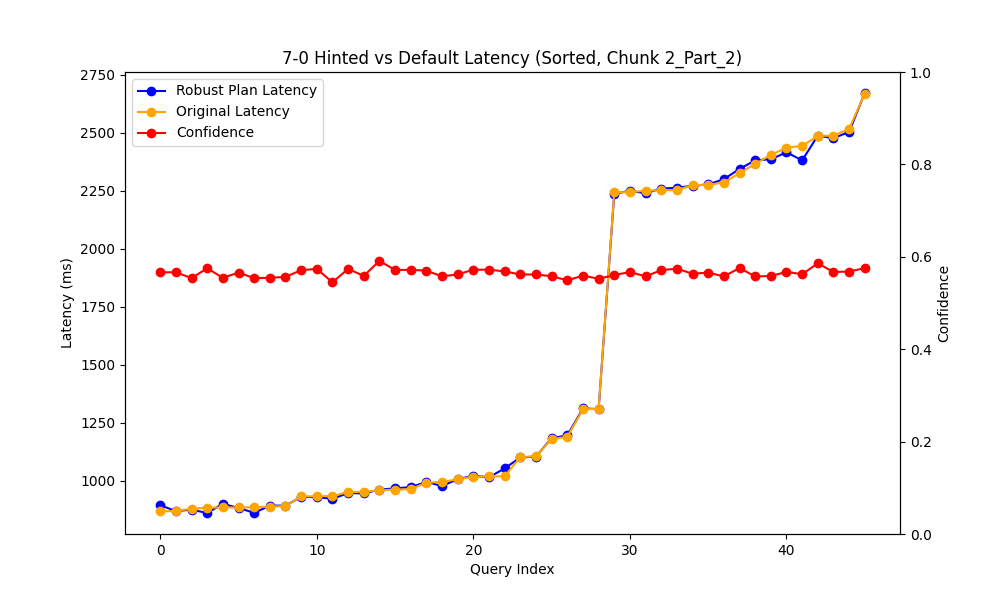 7-0 Hinted vs Default Latency (Sorted, Chunk 2_Part_2)
Robust Plan Latency
Original Latency
Confidence
2750
2500
2250
2000
1750
1500
1250
1000
Latency (ms)
1.0
0.8
0.6
0.4
0.2
0.0
Confidence
0
10
20
30
40
Query Index